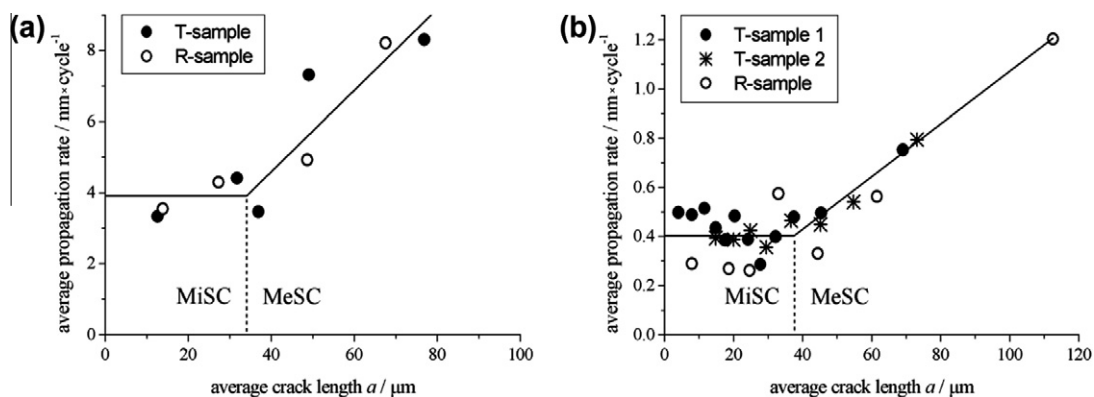 (a)
T-sample
R-sample
average propagation rate / nm×cycle⁻¹
8
6
4
2
0
MiSC
MeSC
0 20 40 60 80 100
average crack length a / μm
(b)
T-sample 1
T-sample 2
R-sample
average propagation rate / nm×cycle⁻¹
1.2
1.0
0.8
0.6
0.4
0.2
0.0
MiSC
MeSC
0 20 40 60 80 100 120
average crack length a / μm